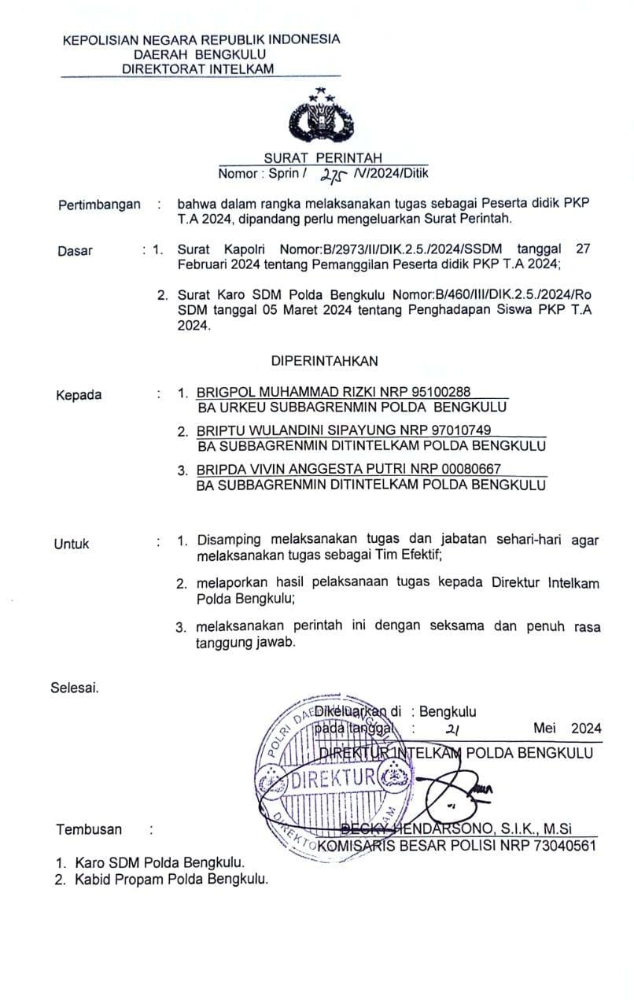 KEPOLISIAN NEGARA REPUBLIK INDONESIA
DAERAH BENGKULU
DIREKTORAT INTELKAM
SURAT PERINTAH
Nomor : Sprin / 275 /V/2024/Ditik
Pertimbangan : bahwa dalam rangka melaksanakan tugas sebagai Peserta didik PKP
T.A 2024, dipandang perlu mengeluarkan Surat Perintah.
Dasar : 1. Surat Kapolri Nomor:B/2973/II/DIK.2.5./2024/SSDM tanggal 27
Februari 2024 tentang Pemanggilan Peserta didik PKP T.A 2024;
2. Surat Karo SDM Polda Bengkulu Nomor:B/460/III/DIK.2.5./2024/Ro
SDM tanggal 05 Maret 2024 tentang Penghadapan Siswa PKP T.A
2024.
DIPERINTAHKAN
Kepada : 1. BRIGPOL MUHAMMAD RIZKI NRP 95100288
BA URKEU SUBBAGRENMIN POLDA BENGKULU
2. BRIPTU WULANDINI SIPAYUNG NRP 97010749
BA SUBBAGRENMIN DITINTELKAM POLDA BENGKULU
3. BRIPDA VIVIN ANGGESTA PUTRI NRP 00080667
BA SUBBAGRENMIN DITINTELKAM POLDA BENGKULU
Untuk : 1. Disamping melaksanakan tugas dan jabatan sehari-hari agar
melaksanakan tugas sebagai Tim Efektif;
2. melaporkan hasil pelaksanaan tugas kepada Direktur Intelkam
Polda Bengkulu;
3. melaksanakan perintah ini dengan seksama dan penuh rasa
tanggung jawab.
Selesai.
Dikeluarkan di : Bengkulu
pada tanggal : 21 Mei 2024
DIREKTUR INTELKAM POLDA BENGKULU
POLRI DAERAH BENGKULU
DIREKTUR
BECKY HENDARSONO, S.I.K., M.Si
KOMISARIS BESAR POLISI NRP 73040561
Tembusan :
1. Karo SDM Polda Bengkulu.
2. Kabid Propam Polda Bengkulu.